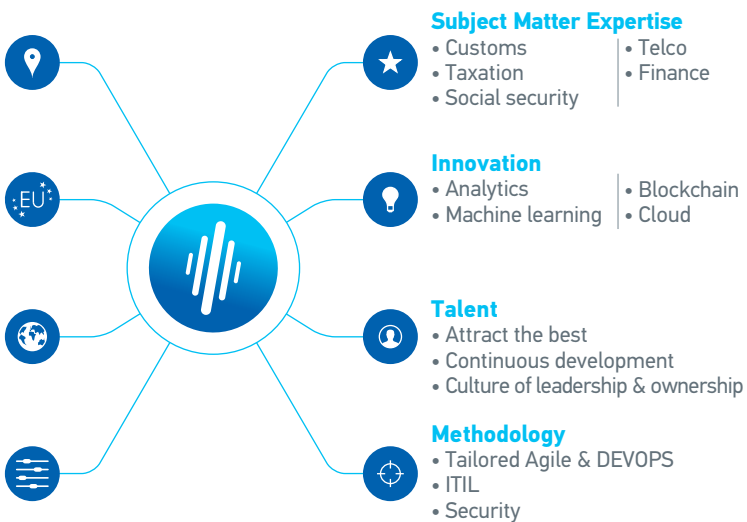 Subject Matter Expertise
• Customs
• Taxation
• Social security
• Telco
• Finance
EU
Innovation
• Analytics
• Machine learning
• Blockchain
• Cloud
Talent
• Attract the best
• Continuous development
• Culture of leadership & ownership
Methodology
• Tailored Agile & DEVOPS
• ITIL
• Security